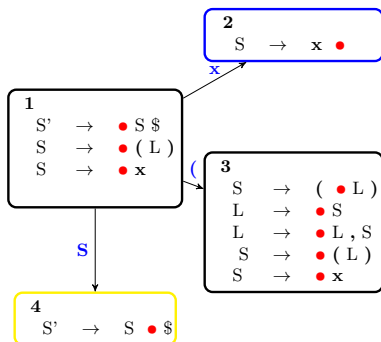 2
S → x ●
x
1
S' → ● S $
S → ● ( L )
S → ● x
(
3
S → ( ● L )
L → ● S
L → ● L , S
S → ● ( L )
S → ● x
S
4
S' → S ● $